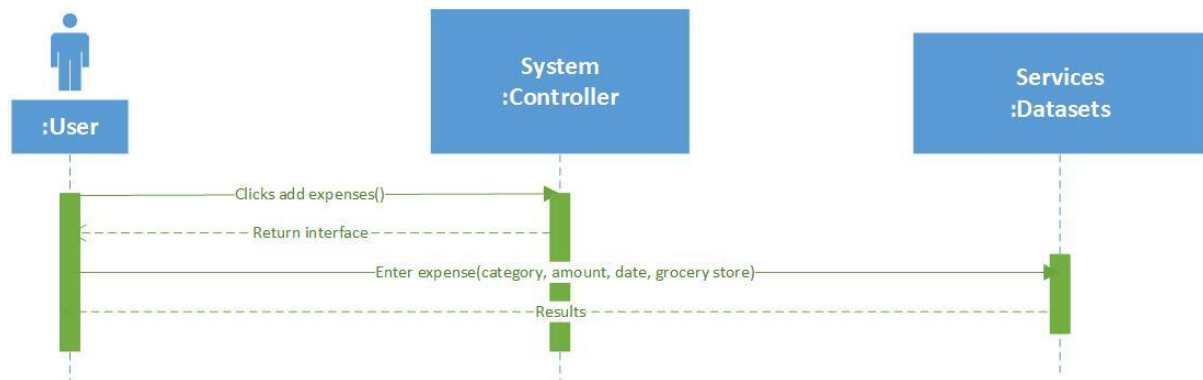 :User
System
:Controller
Services
:Datasets
Clicks add expenses()
Return interface
Enter expense(category, amount, date, grocery store)
Results